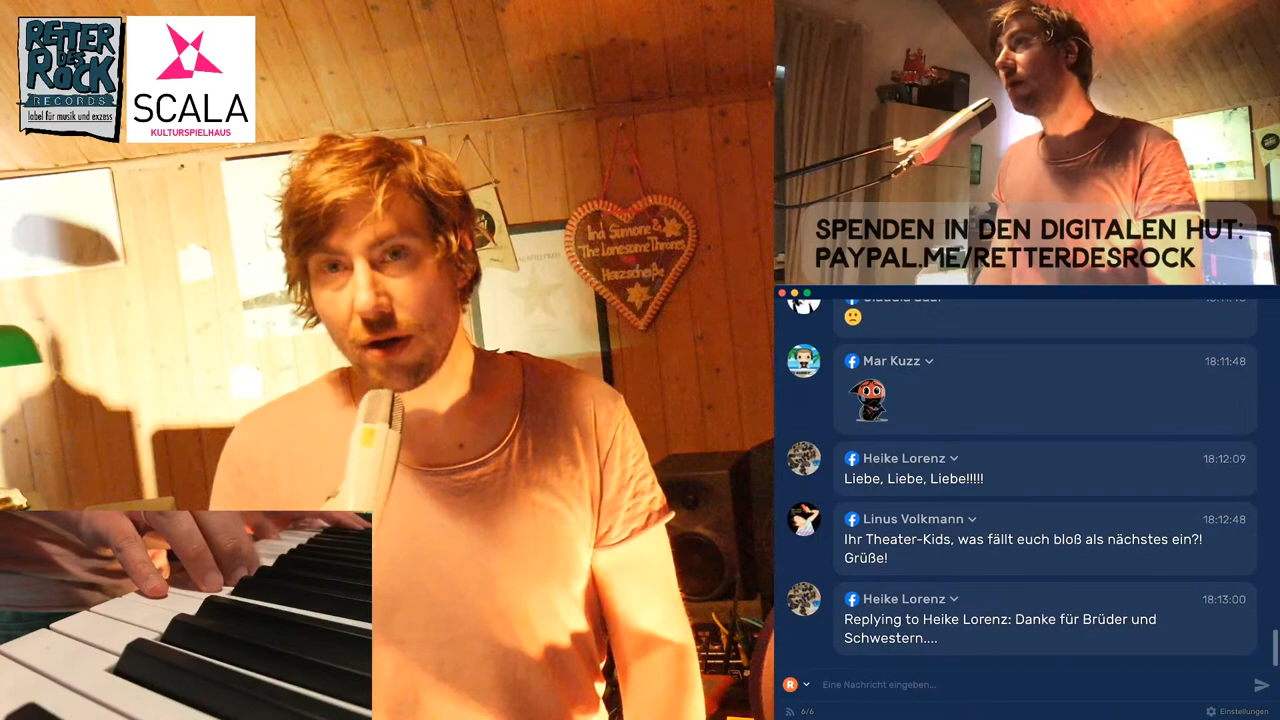 RETTER
DES
ROCK
RECORDS
label für musik und exzess
SCALA
KULTURSPIELHAUS
Ina Simone &
The Lonesome Thrones
Herzscheiße
SPENDEN IN DEN DIGITALEN HUT:
PAYPAL.ME/RETTERDESROCK
Mar Kuzz 18:11:48
Heike Lorenz 18:12:09
Liebe, Liebe, Liebe!!!!!
Linus Volkmann 18:12:48
Ihr Theater-Kids, was fällt euch bloß als nächstes ein?!
Grüße!
Heike Lorenz 18:13:00
Replying to Heike Lorenz: Danke für Brüder und
Schwestern....
R
Eine Nachricht eingeben...
6/6
Einstellungen